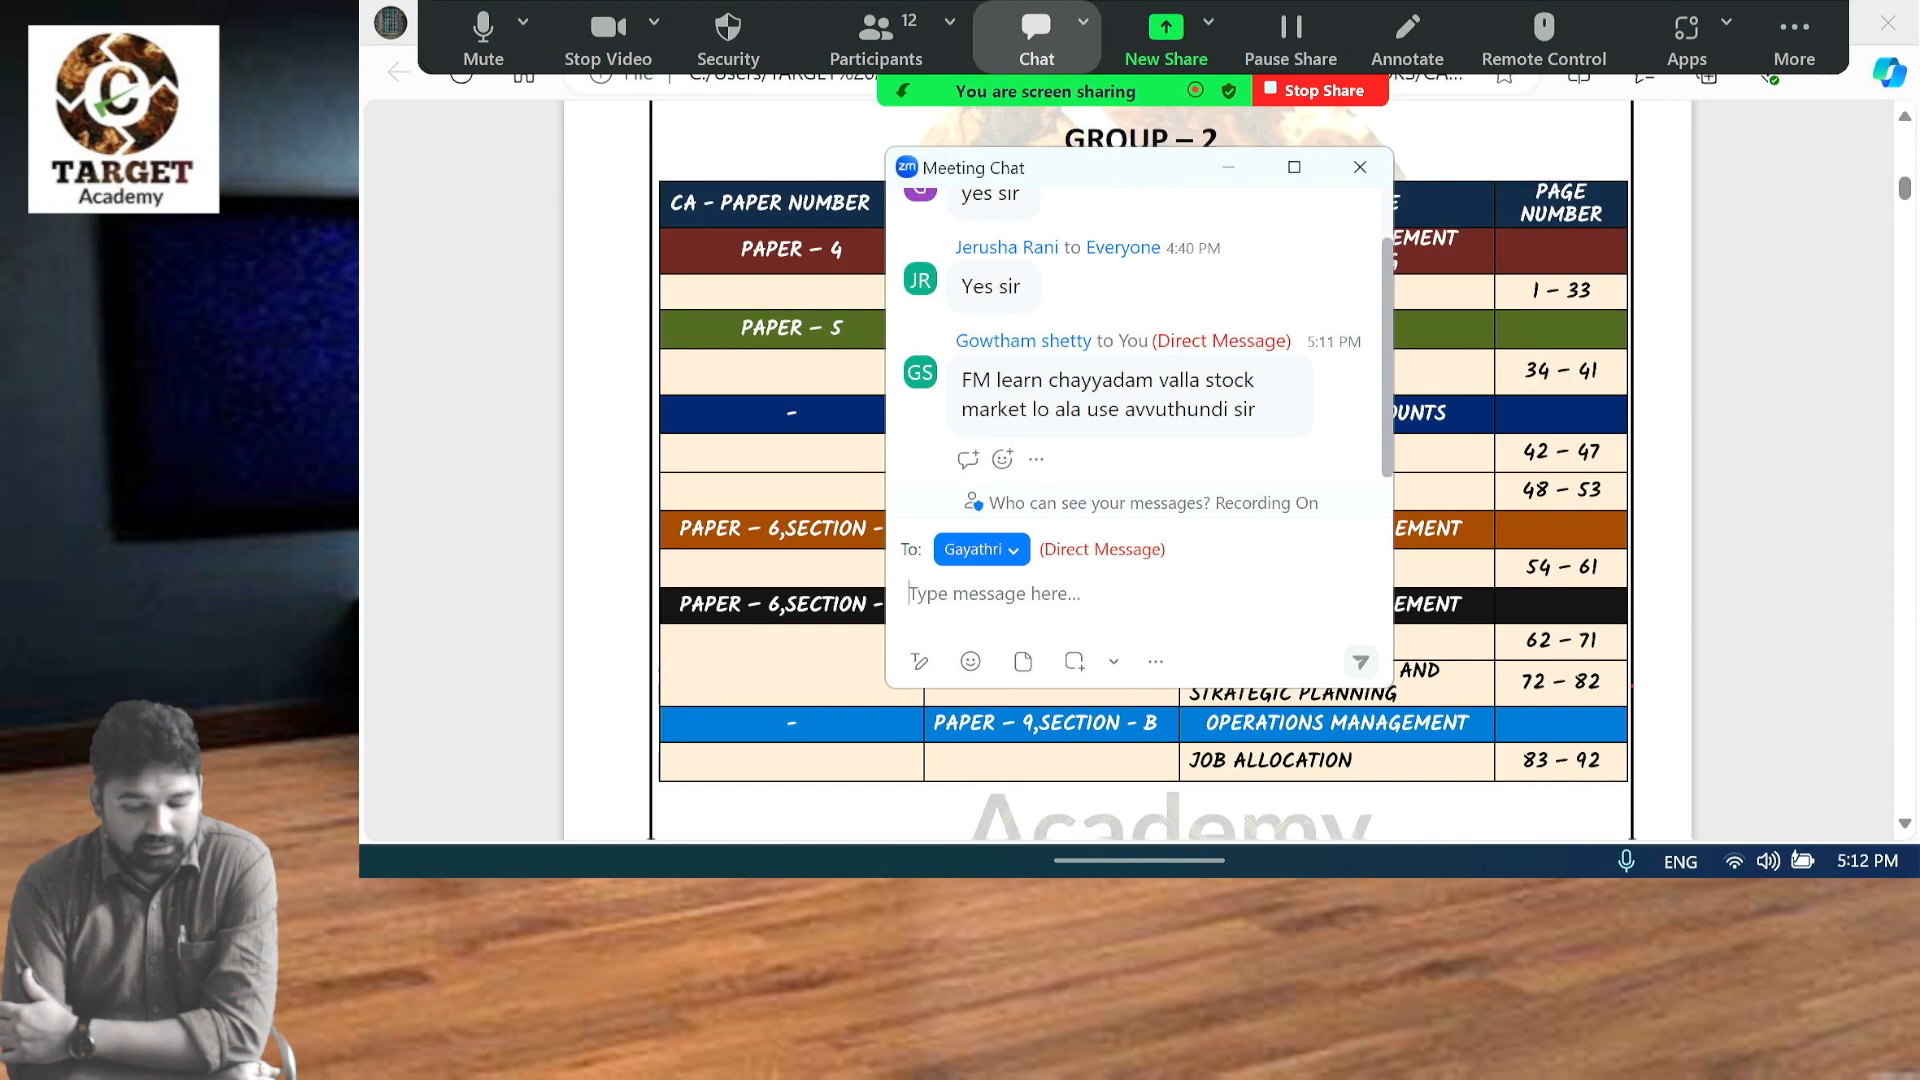 C
TARGET
Academy
Mute
Stop Video
Security
Participants
12
Chat
New Share
Pause Share
Annotate
Remote Control
Apps
More
You are screen sharing
Stop Share
GROUP – 2
zm Meeting Chat
yes sir
Jerusha Rani to Everyone 4:40 PM
JR
Yes sir
Gowtham shetty to You (Direct Message) 5:11 PM
GS
FM learn chayyadam valla stock
market lo ala use avvuthundi sir
Who can see your messages? Recording On
To: Gayathri (Direct Message)
Type message here...
CA - PAPER NUMBER
PAGE
NUMBER
PAPER – 4
EMENT
1 – 33
PAPER – 5
34 – 41
-
OUNTS
42 – 47
48 – 53
PAPER – 6,SECTION -
EMENT
54 – 61
PAPER – 6,SECTION -
EMENT
62 – 71
AND
STRATEGIC PLANNING
72 – 82
-
PAPER – 9,SECTION - B
OPERATIONS MANAGEMENT
JOB ALLOCATION
83 – 92
Academy
ENG
5:12 PM